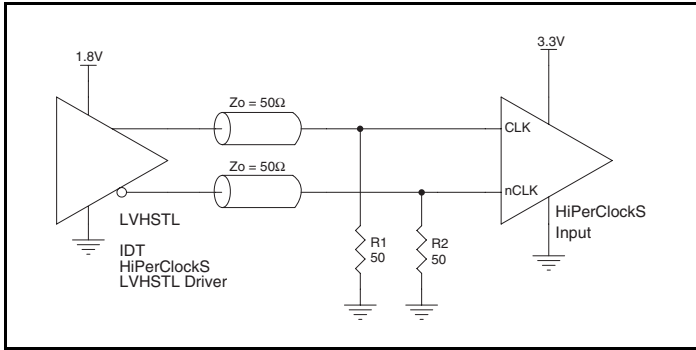 1.8V
3.3V
Zo = 50Ω
CLK
Zo = 50Ω
nCLK
LVHSTL
HiPerClockS
Input
R1
50
R2
50
IDT
HiPerClockS
LVHSTL Driver